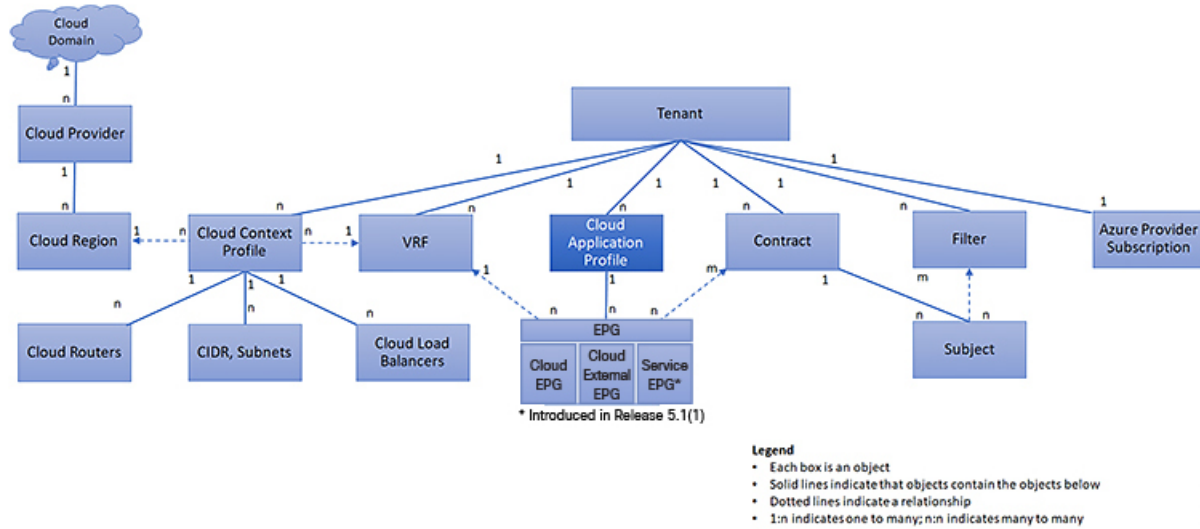 Cloud
Domain
1
n
Cloud Provider
Tenant
1
n
1
1
1
1
1
1
n
n
n
n
n
1
Cloud Region
1
n
Cloud Context
Profile
n
1
VRF
Cloud
Application
Profile
Contract
Filter
Azure Provider
Subscription
1
1
1
1
1
m
1
m
n
n
n
n
n
n
n
n
Cloud Routers
CIDR, Subnets
Cloud Load
Balancers
EPG
Cloud
EPG
Cloud
External
EPG
Service
EPG*
Subject
* Introduced in Release 5.1(1)
Legend
• Each box is an object
• Solid lines indicate that objects contain the objects below
• Dotted lines indicate a relationship
• 1:n indicates one to many; n:n indicates many to many